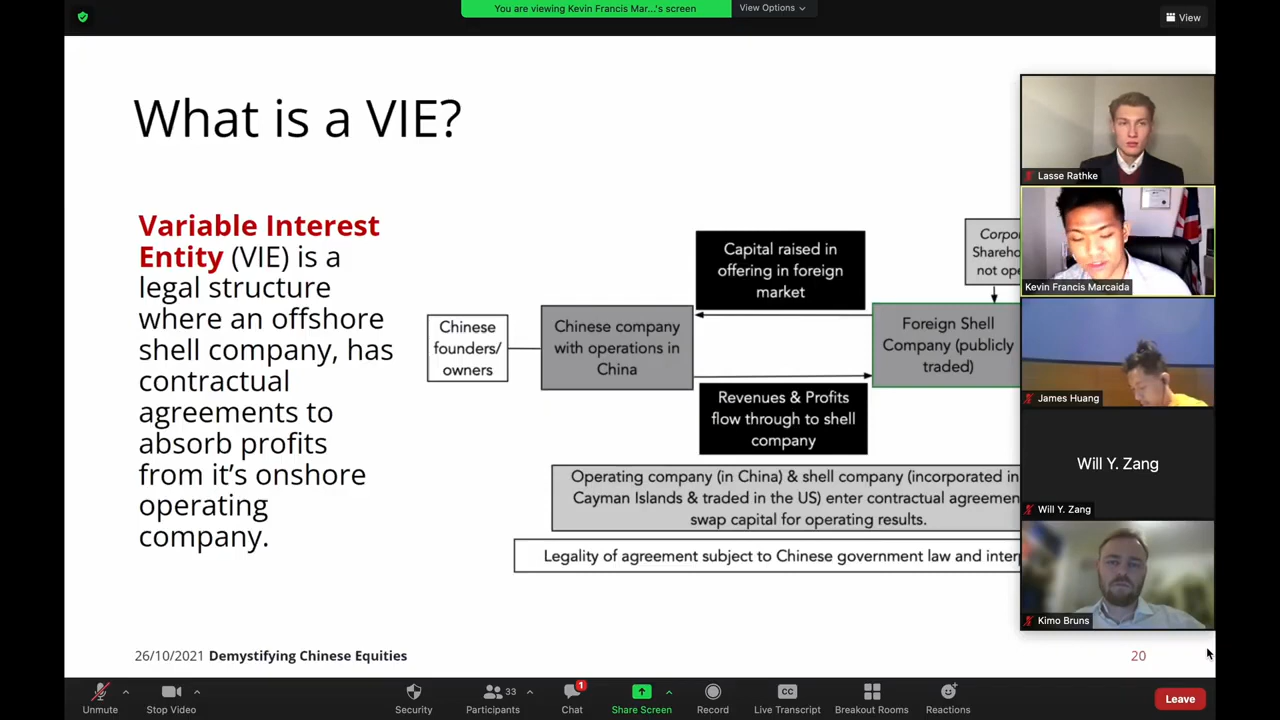 You are viewing Kevin Francis Mar...'s screen
View Options
View
What is a VIE?
Variable Interest
Entity (VIE) is a
legal structure
where an offshore
shell company, has
contractual
agreements to
absorb profits
from it's onshore
operating
company.
Chinese
founders/
owners
Chinese company
with operations in
China
Capital raised in
offering in foreign
market
Revenues & Profits
flow through to shell
company
Foreign Shell
Company (publicly
traded)
Corpo
Shareho
not ope
Operating company (in China) & shell company (incorporated in
Cayman Islands & traded in the US) enter contractual agreemen
swap capital for operating results.
Legality of agreement subject to Chinese government law and interp
26/10/2021 Demystifying Chinese Equities
20
Lasse Rathke
Kevin Francis Marcaida
James Huang
Will Y. Zang
Will Y. Zang
Kimo Bruns
Unmute
Stop Video
Security
33
Participants
1
Chat
Share Screen
Record
CC
Live Transcript
Breakout Rooms
Reactions
Leave